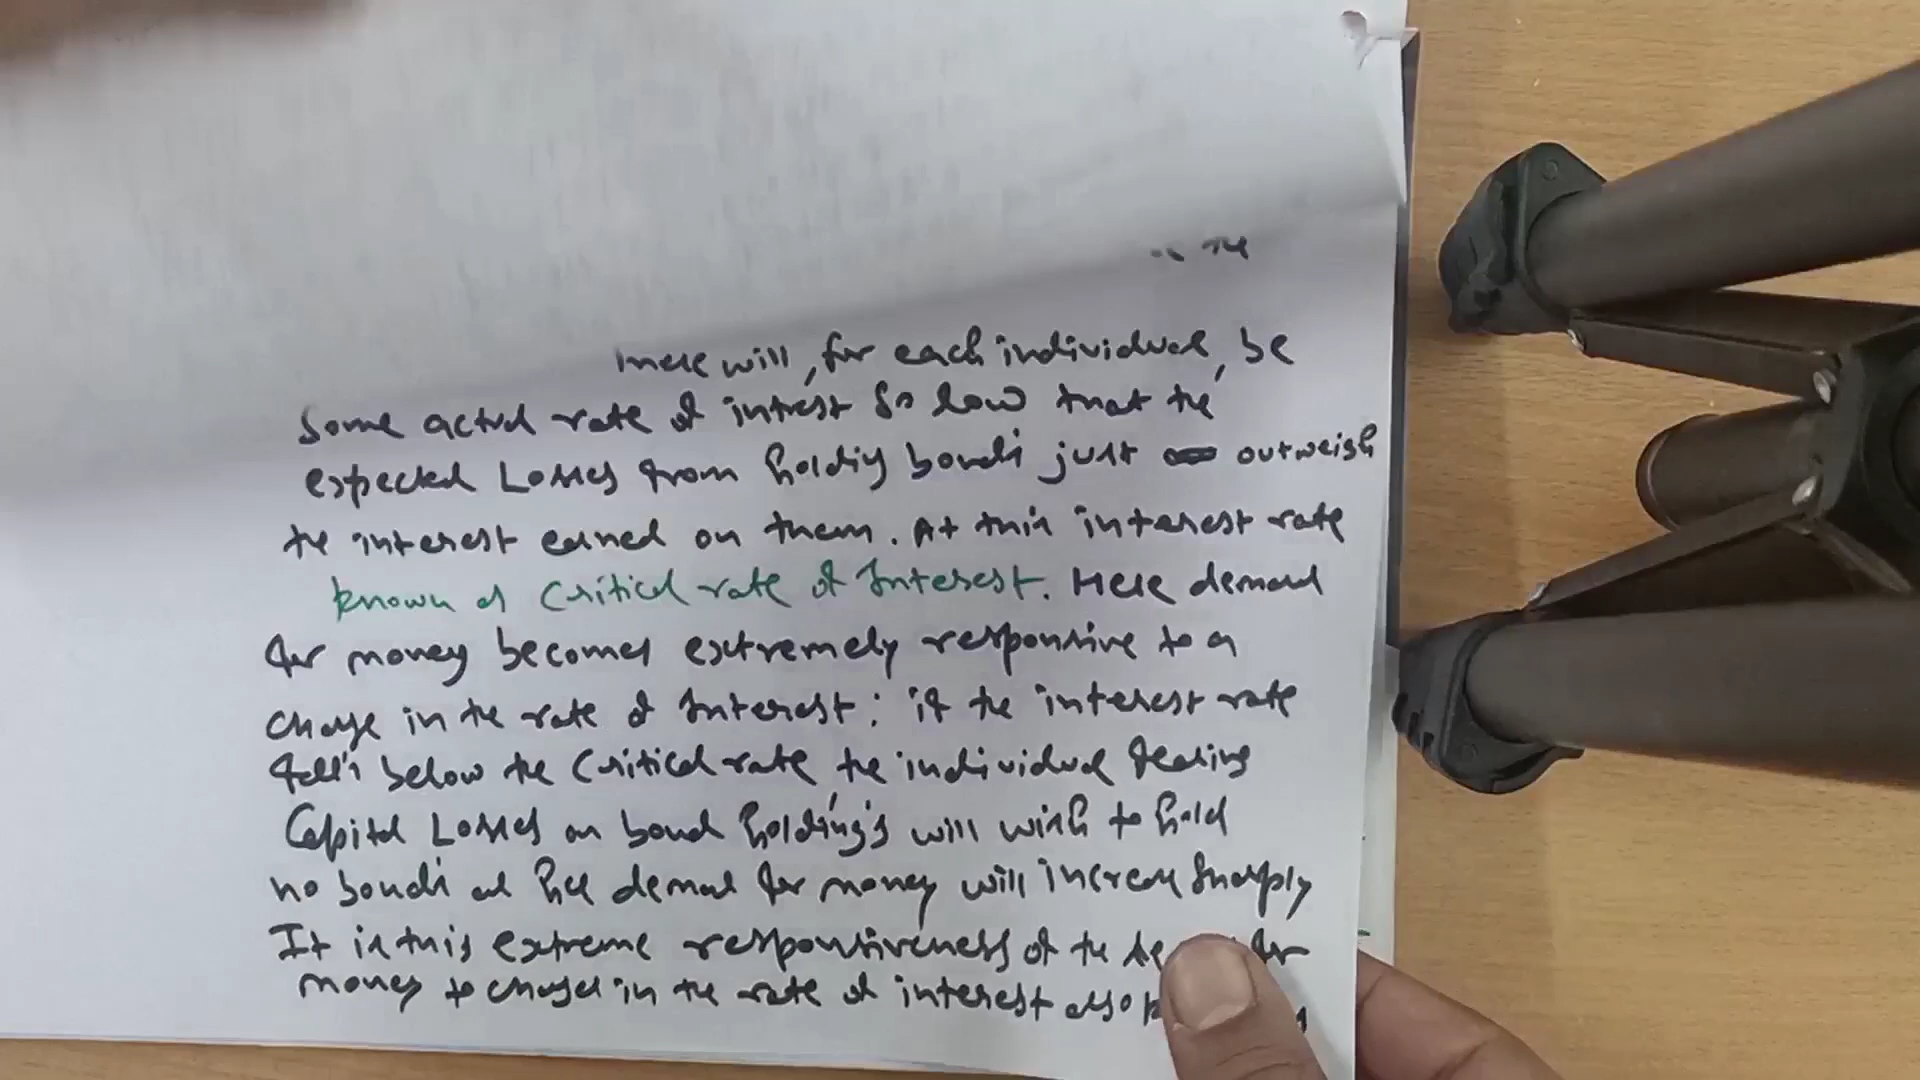 the
there will, for each individual, be
Some actual rate of intrest so low that the
expected Losses from holding bonds just outweigh
the interest earned on them. At this interest rate
known as Critical rate of Interest. Here demand
for money becomes extremely responsive to a
change in the rate of Interest: if the interest rate
fall's below the Critical rate, the individual fearing
Capital Losses on bond holding's will wish to hold
no bonds and his demand for money will increase Sharply
It is this extreme responsiveness of the for
money to changes in the rate of interest also